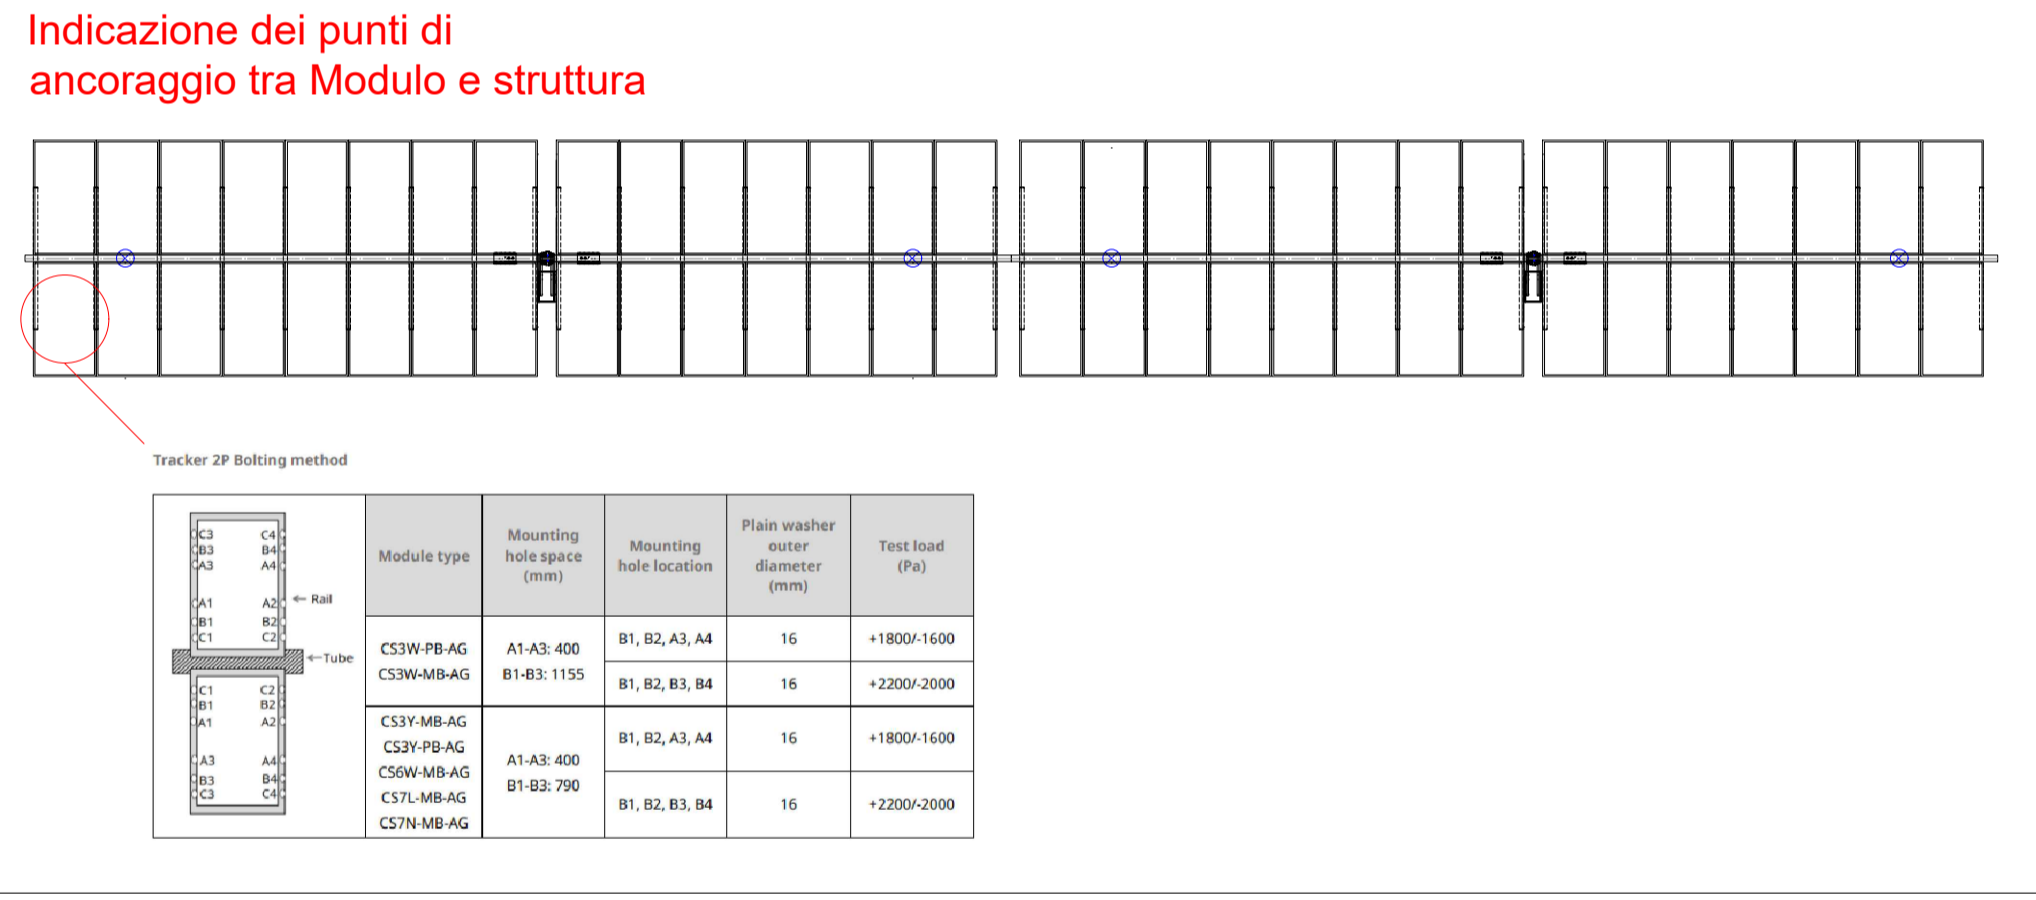 Indicazione dei punti di
ancoraggio tra Modulo e struttura
Tracker 2P Bolting method
C3 C4
B3 B4
A3 A4
A1 A2
← Rail
B1 B2
C1 C2
←Tube
C1 C2
B1 B2
A1 A2
A3 A4
B3 B4
C3 C4
Module type
Mounting
hole space
(mm)
Mounting
hole location
Plain washer
outer
diameter
(mm)
Test load
(Pa)
CS3W-PB-AG
CS3W-MB-AG
A1-A3: 400
B1-B3: 1155
B1, B2, A3, A4
16
+1800/-1600
B1, B2, B3, B4
16
+2200/-2000
CS3Y-MB-AG
CS3Y-PB-AG
CS6W-MB-AG
CS7L-MB-AG
CS7N-MB-AG
A1-A3: 400
B1-B3: 790
B1, B2, A3, A4
16
+1800/-1600
B1, B2, B3, B4
16
+2200/-2000